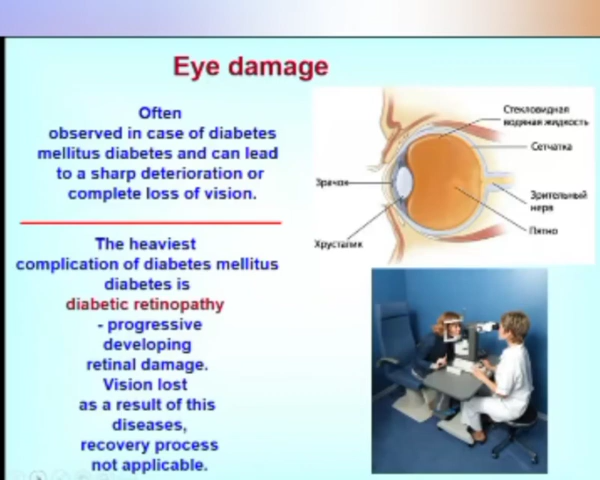 Eye damage
Often
observed in case of diabetes
mellitus diabetes and can lead
to a sharp deterioration or
complete loss of vision.
The heaviest
complication of diabetes mellitus
diabetes is
diabetic retinopathy
- progressive
developing
retinal damage.
Vision lost
as a result of this
diseases,
recovery process
not applicable.
Стекловидная
водяная жидкость
Сетчатка
Зрачок
Зрительный
нерв
Пятно
Хрусталик